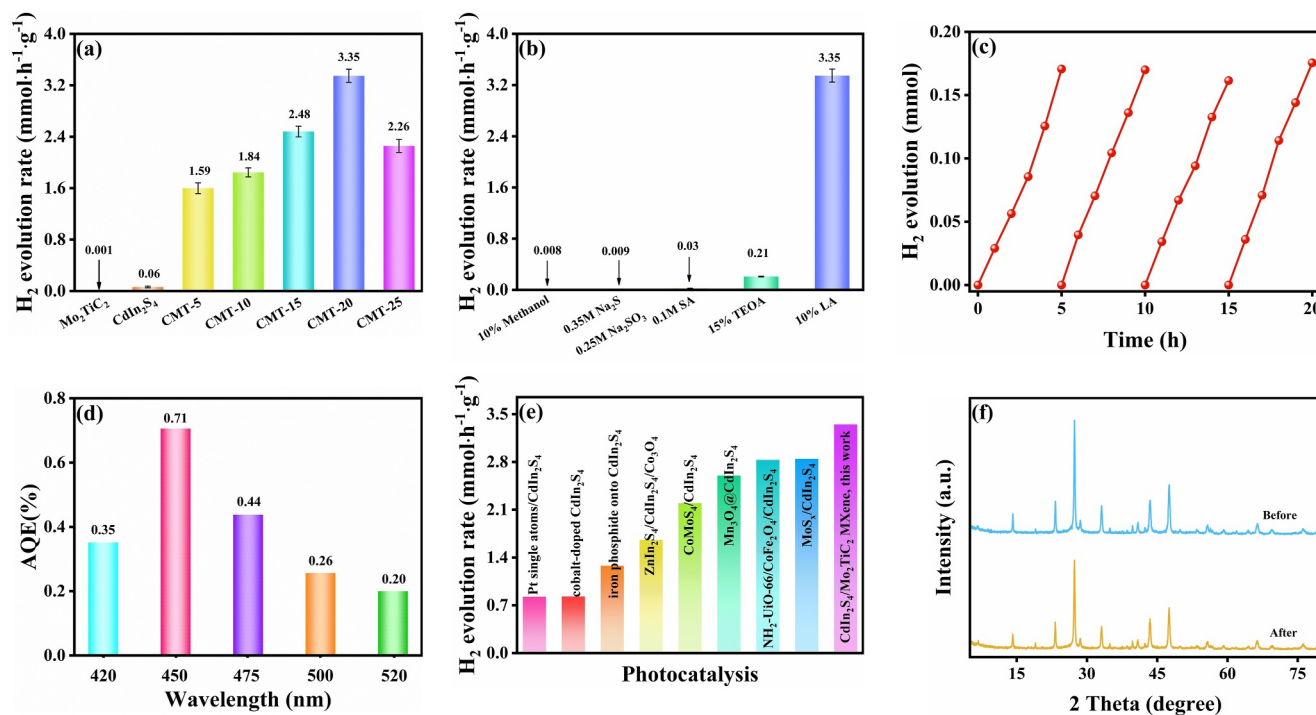 (a)
H₂ evolution rate (mmol·h⁻¹·g⁻¹)
4.0
3.2
2.4
1.6
0.8
0.0
0.001
0.06
1.59
1.84
2.48
3.35
2.26
Mo₂TiC₂
CdIn₂S₄
CMT-5
CMT-10
CMT-15
CMT-20
CMT-25
(b)
H₂ evolution rate (mmol·h⁻¹·g⁻¹)
4.0
3.2
2.4
1.6
0.8
0.0
0.008
0.009
0.03
0.21
3.35
10% Methanol
0.35M Na₂S
0.25M Na₂SO₃
0.1M SA
15% TEOA
10% LA
(c)
H₂ evolution (mmol)
0.20
0.15
0.10
0.05
0.00
0
5
10
15
20
Time (h)
(d)
AQE(%)
0.8
0.6
0.4
0.2
0.0
0.35
0.71
0.44
0.26
0.20
420
450
475
500
520
Wavelength (nm)
(e)
H₂ evolution rate (mmol·h⁻¹·g⁻¹)
3.5
2.8
2.1
1.4
0.7
0.0
Pt single atoms/CdIn₂S₄
cobalt-doped CdIn₂S₄
iron phosphide onto CdIn₂S₄
ZnIn₂S₄/CdIn₂S₄/Co₃O₄
CoMoS₄/CdIn₂S₄
Mn₃O₄@CdIn₂S₄
NH₂-UiO-66/CoFe₂O₄/CdIn₂S₄
MoSₓ/CdIn₂S₄
CdIn₂S₄/Mo₂TiC₂ MXene, this work
Photocatalysis
(f)
Intensity (a.u.)
Before
After
15
30
45
60
75
2 Theta (degree)